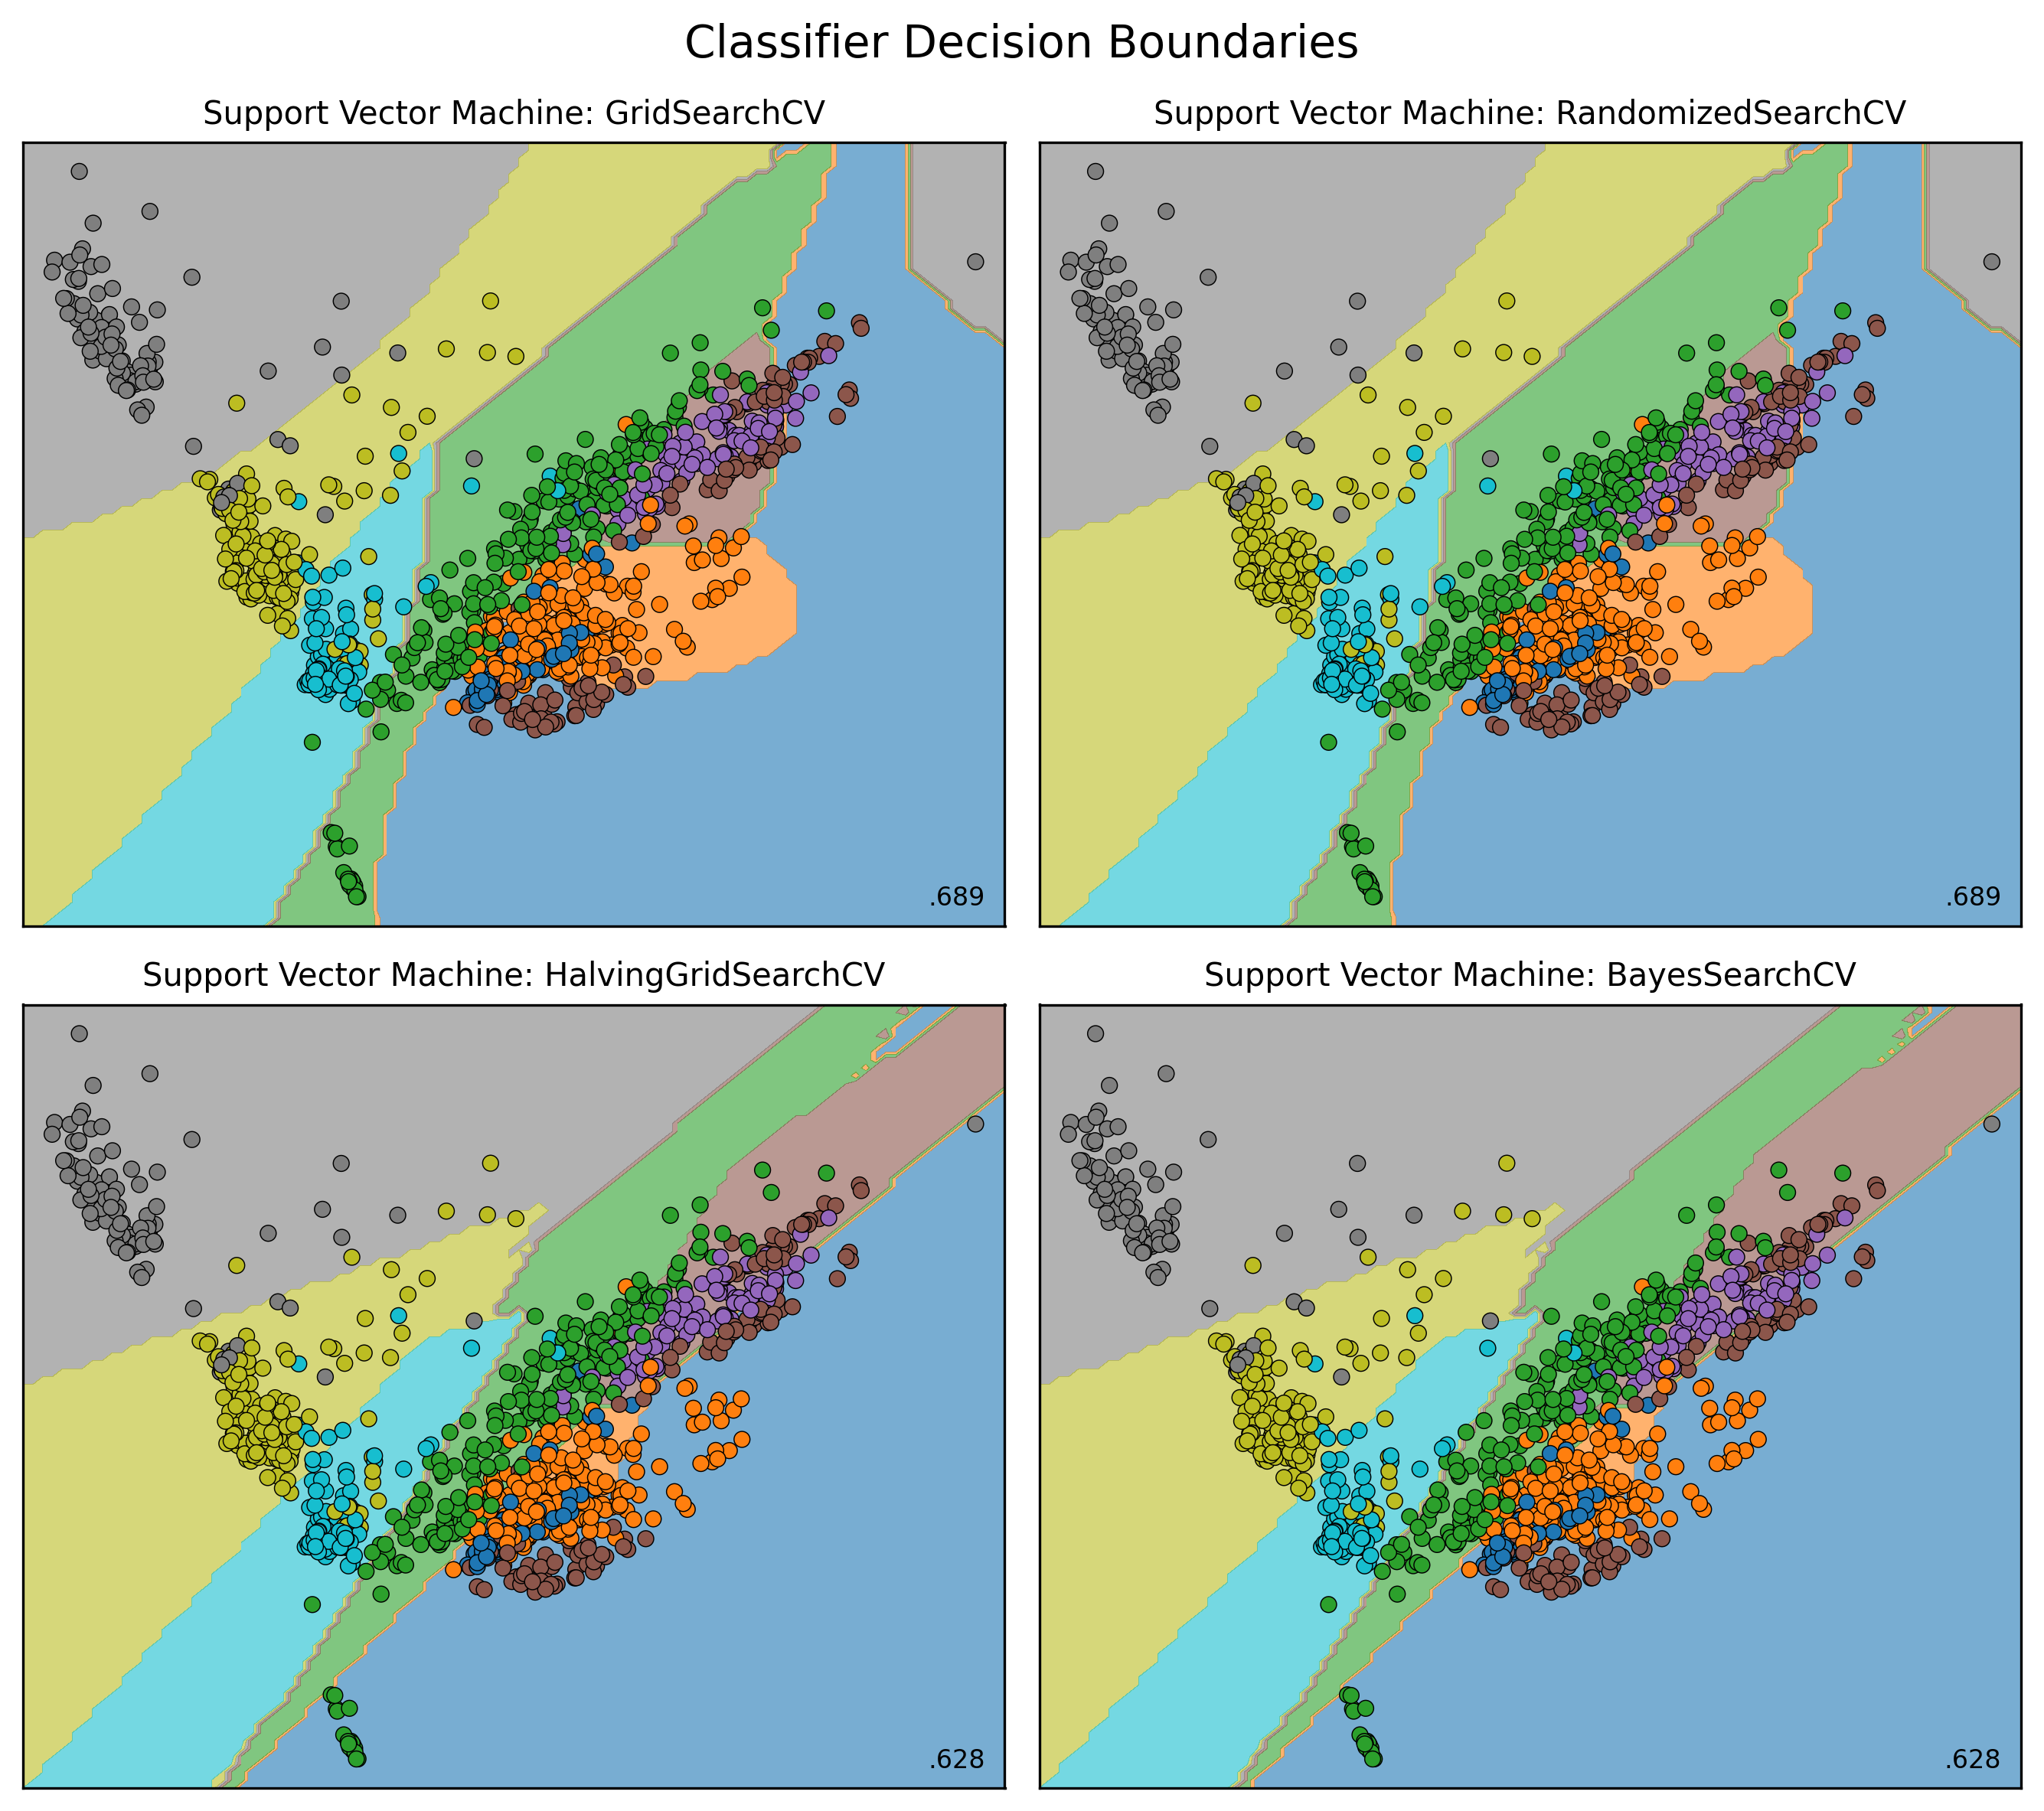 Classifier Decision Boundaries
Support Vector Machine: GridSearchCV
Support Vector Machine: RandomizedSearchCV
.689
.689
Support Vector Machine: HalvingGridSearchCV
Support Vector Machine: BayesSearchCV
.628
.628